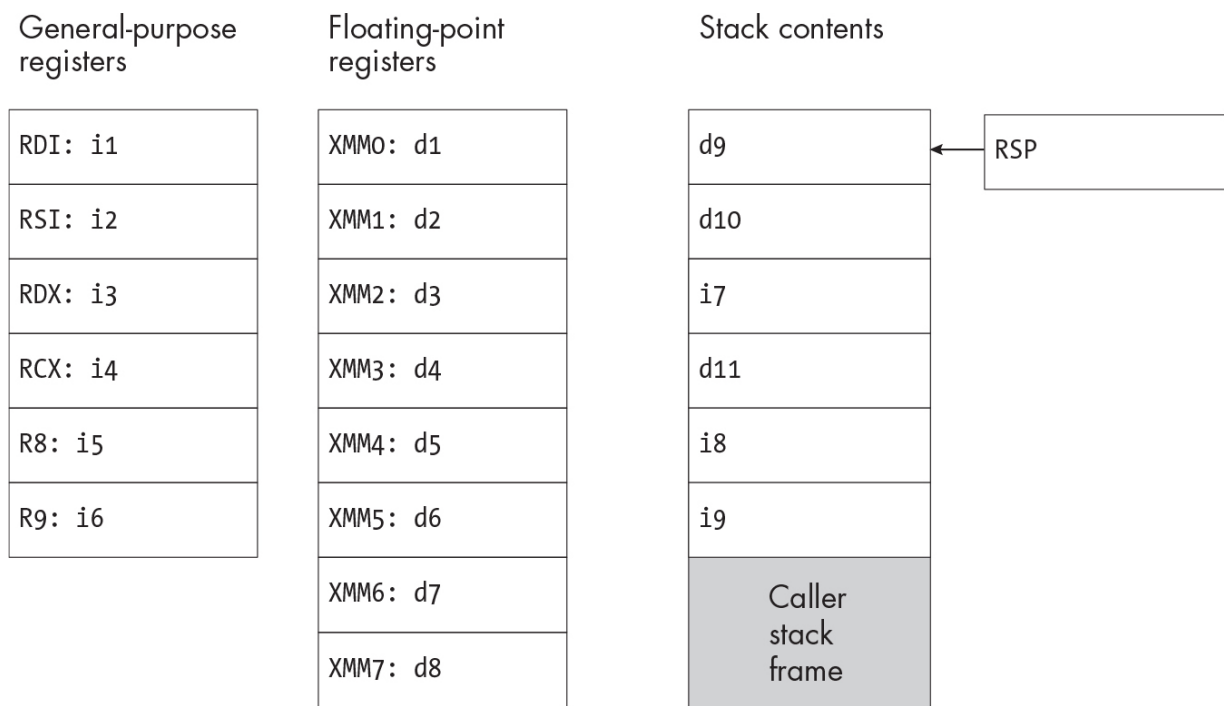 General-purpose
registers
RDI: i1
RSI: i2
RDX: i3
RCX: i4
R8: i5
R9: i6
Floating-point
registers
XMM0: d1
XMM1: d2
XMM2: d3
XMM3: d4
XMM4: d5
XMM5: d6
XMM6: d7
XMM7: d8
Stack contents
d9
d10
i7
d11
i8
i9
Caller
stack
frame
RSP